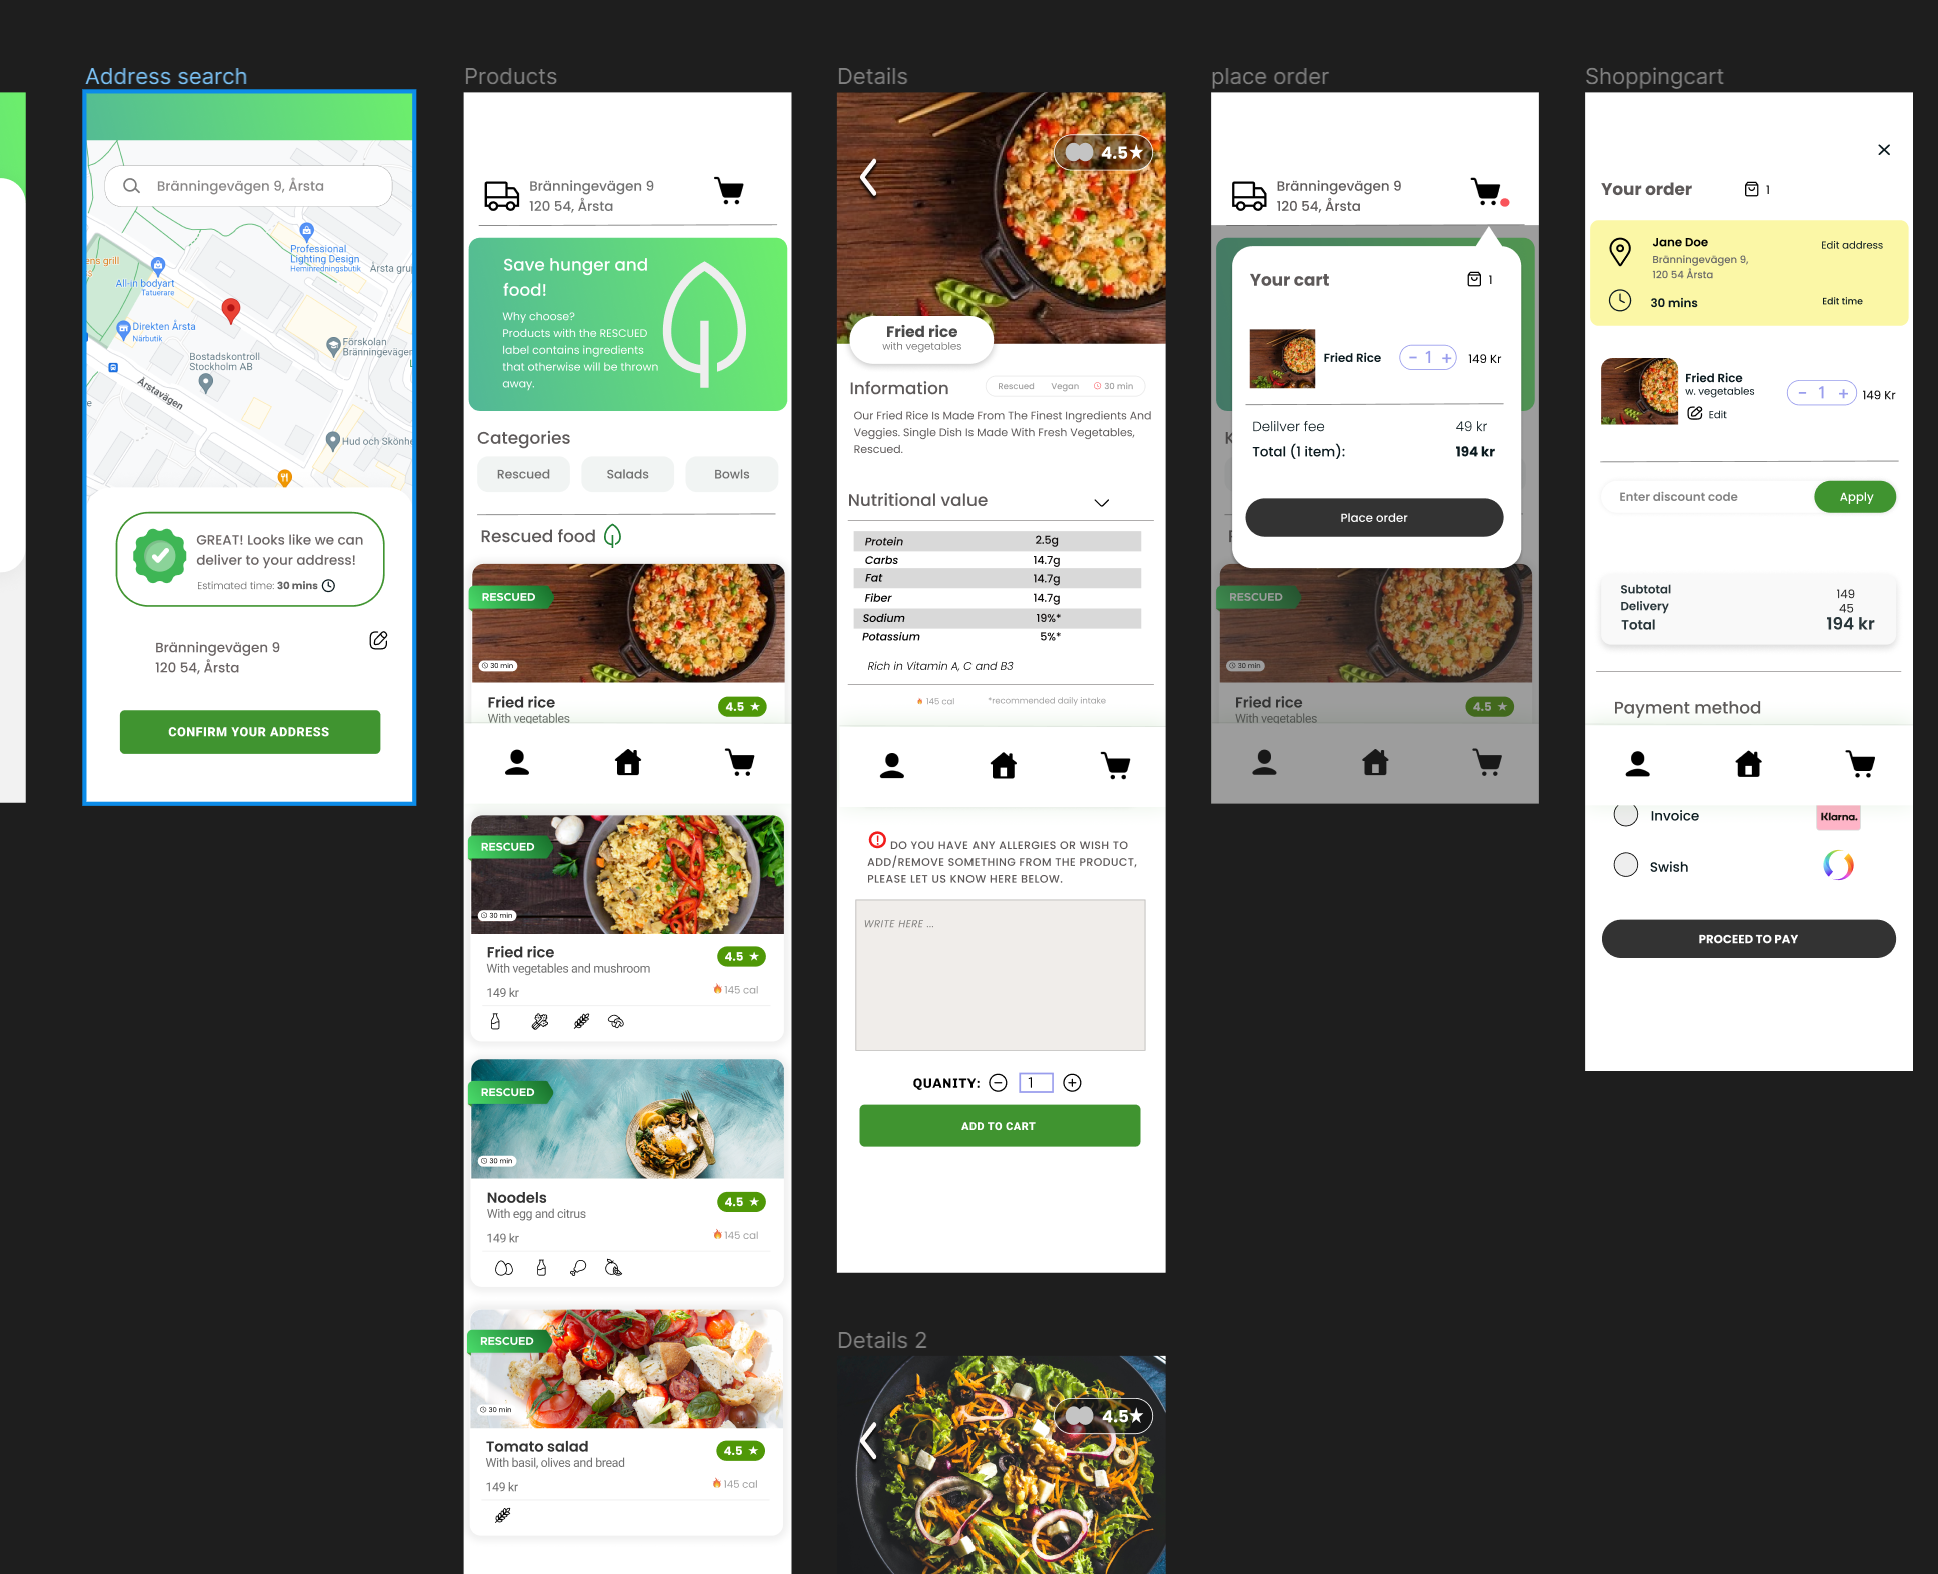 Address search
Bränningevägen 9, Årsta
Professional
Lighting Design
Heminredningsbutik
Årsta gru
ens grill
All-in bodyart
Tatuerare
Direkten Årsta
Närbutik
Förskolan
Bränningevägen
Bostadskontroll
Stockholm AB
Årstavägen
Hud och Skönhe
GREAT! Looks like we can
deliver to your address!
Estimated time: 30 mins
Bränningevägen 9
120 54, Årsta
CONFIRM YOUR ADDRESS
Products
Bränningevägen 9
120 54, Årsta
Save hunger and
food!
Why choose?
Products with the RESCUED
label contains ingredients
that otherwise will be thrown
away.
Categories
Rescued Salads Bowls
Rescued food
RESCUED
30 min
Fried rice
4.5 ★
With vegetables
RESCUED
30 min
Fried rice
4.5 ★
With vegetables and mushroom
149 kr
145 cal
RESCUED
30 min
Noodels
4.5 ★
With egg and citrus
149 kr
145 cal
RESCUED
30 min
Tomato salad
4.5 ★
With basil, olives and bread
149 kr
145 cal
Details
4.5★
Fried rice
with vegetables
Information
Rescued Vegan 30 min
Our Fried Rice Is Made From The Finest Ingredients And
Veggies. Single Dish Is Made With Fresh Vegetables,
Rescued.
Nutritional value
Protein 2.5g
Carbs 14.7g
Fat 14.7g
Fiber 14.7g
Sodium 19%*
Potassium 5%*
Rich in Vitamin A, C and B3
145 cal *recommended daily intake
DO YOU HAVE ANY ALLERGIES OR WISH TO
ADD/REMOVE SOMETHING FROM THE PRODUCT,
PLEASE LET US KNOW HERE BELOW.
WRITE HERE ...
QUANITY: 1
ADD TO CART
Details 2
4.5★
place order
Bränningevägen 9
120 54, Årsta
Your cart
1
Fried Rice
- 1 +
149 Kr
Delilver fee 49 kr
Total (1 item): 194 kr
Place order
K
F
RESCUED
30 min
Fried rice
4.5 ★
With vegetables
Shoppingcart
Your order
1
Jane Doe
Edit address
Bränningevägen 9,
120 54 Årsta
30 mins
Edit time
Fried Rice
w. vegetables
Edit
- 1 +
149 Kr
Enter discount code
Apply
Subtotal 149
Delivery 45
Total 194 kr
Payment method
Invoice
Klarna.
Swish
PROCEED TO PAY